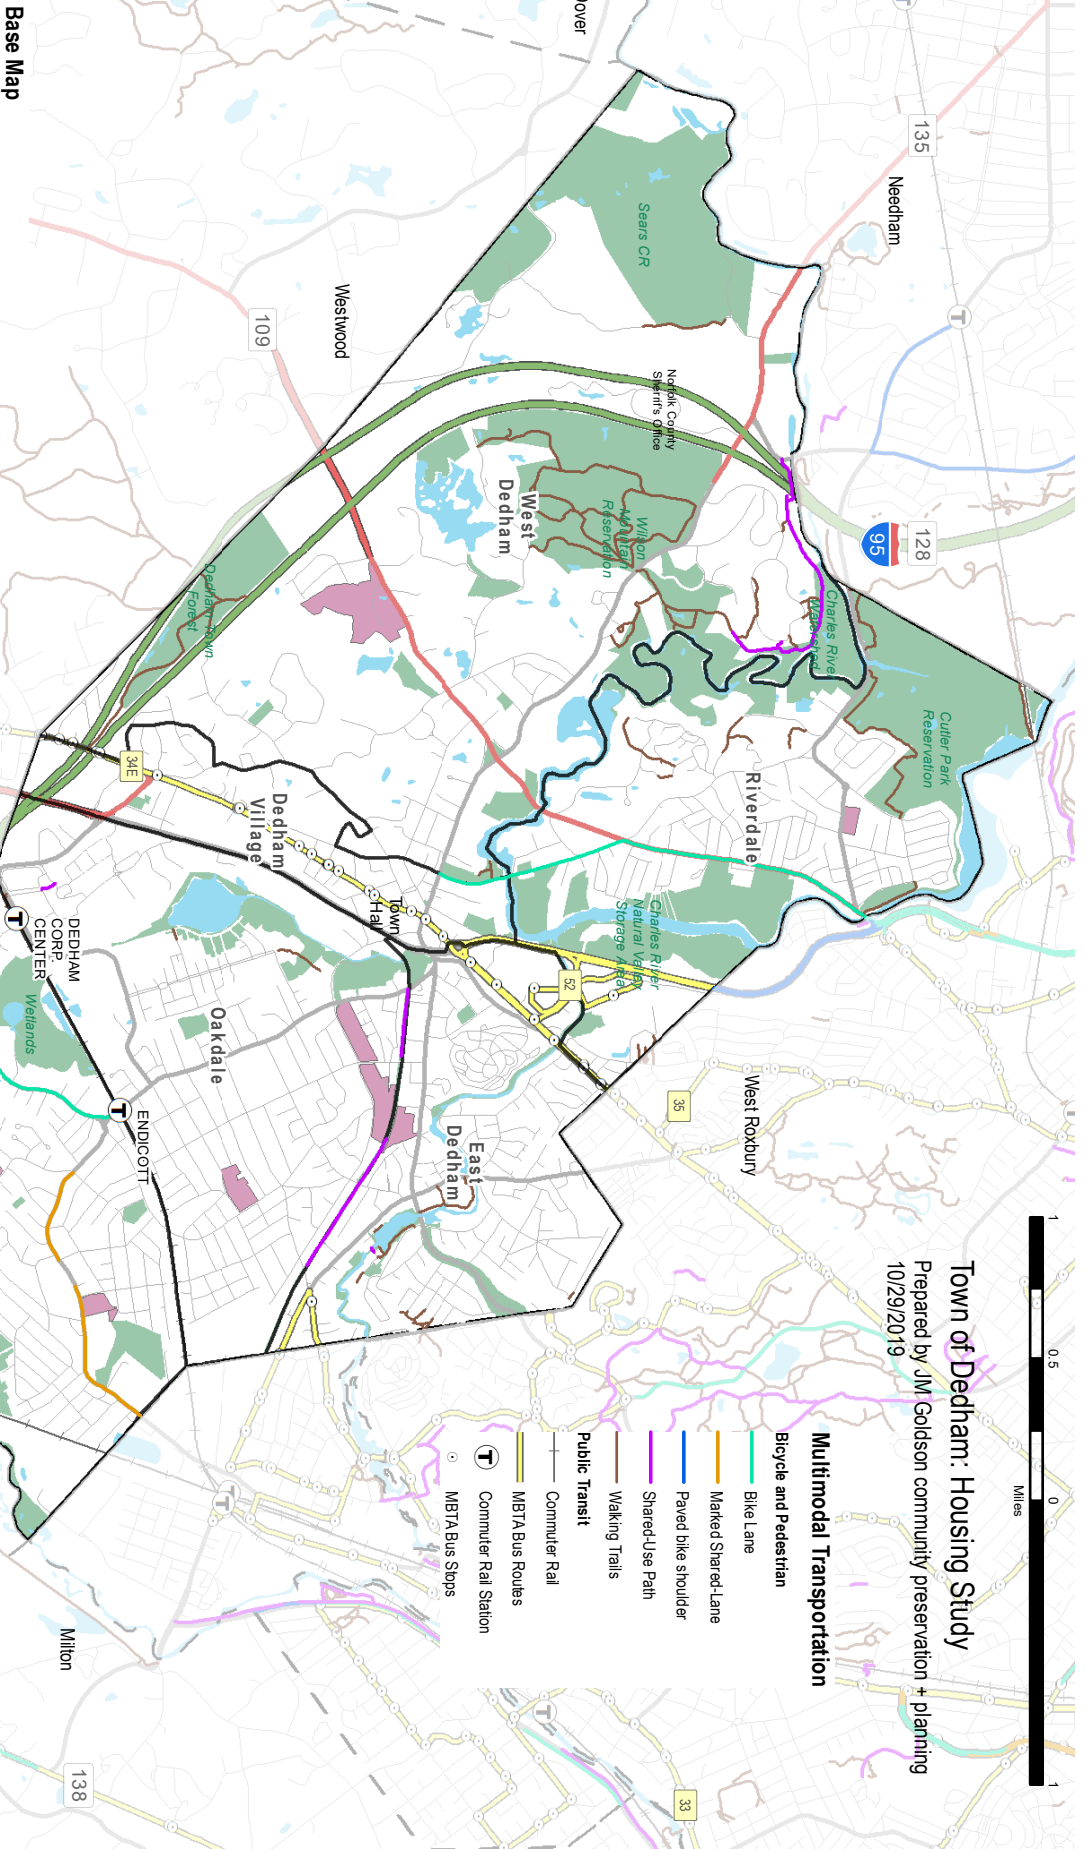 Town of Dedham: Housing Study
Prepared by JM Goldson community preservation + planning
10/29/2019
1
0.5
0
1
Miles
Multimodal Transportation
Bicycle and Pedestrian
Bike Lane
Marked Shared-Lane
Paved bike shoulder
Shared-Use Path
Walking Trails
Public Transit
Commuter Rail
MBTA Bus Routes
T
Commuter Rail Station
MBTA Bus Stops
Base Map
Dover
135
Needham
T
Sears CR
128
95
Norfolk County
Sherrif's Office
Westwood
109
West
Dedham
Wilson
Mountain
Reservation
Charles River
Watershed
Cutler Park
Reservation
Dedham Town
Forest
Riverdale
34E
Dedham
Village
Town
Hall
Charles River
Natural Valley
Storage Area
52
West Roxbury
35
T
DEDHAM
CORP
CENTER
Wetlands
Oakdale
T
ENDICOTT
East
Dedham
T
T
T
Milton
138
33